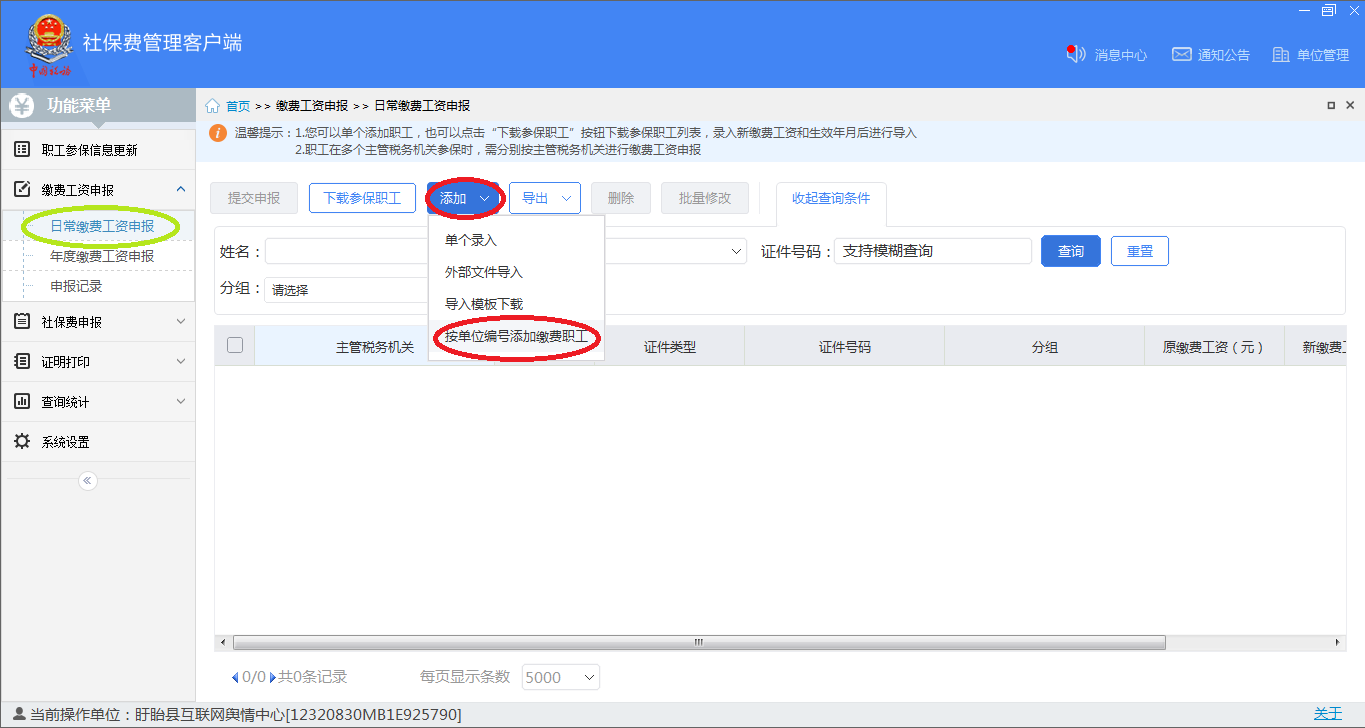 社保费管理客户端
中国税务
消息中心 通知公告 单位管理
功能菜单
首页 >> 缴费工资申报 >> 日常缴费工资申报
温馨提示：1.您可以单个添加职工，也可以点击“下载参保职工”按钮下载参保职工列表，录入新缴费工资和生效年月后进行导入
2.职工在多个主管税务机关参保时，需分别按主管税务机关进行缴费工资申报
职工参保信息更新
缴费工资申报
日常缴费工资申报
年度缴费工资申报
申报记录
社保费申报
证明打印
查询统计
系统设置
提交申报 下载参保职工 添加 导出 删除 批量修改 收起查询条件
单个录入
外部文件导入
导入模板下载
按单位编号添加缴费职工
姓名： 证件号码： 支持模糊查询 查询 重置
分组： 请选择
主管税务机关 证件类型 证件号码 分组 原缴费工资（元） 新缴费工
0/0 共0条记录 每页显示条数 5000
当前操作单位：盱眙县互联网舆情中心[12320830MB1E925790] 关于